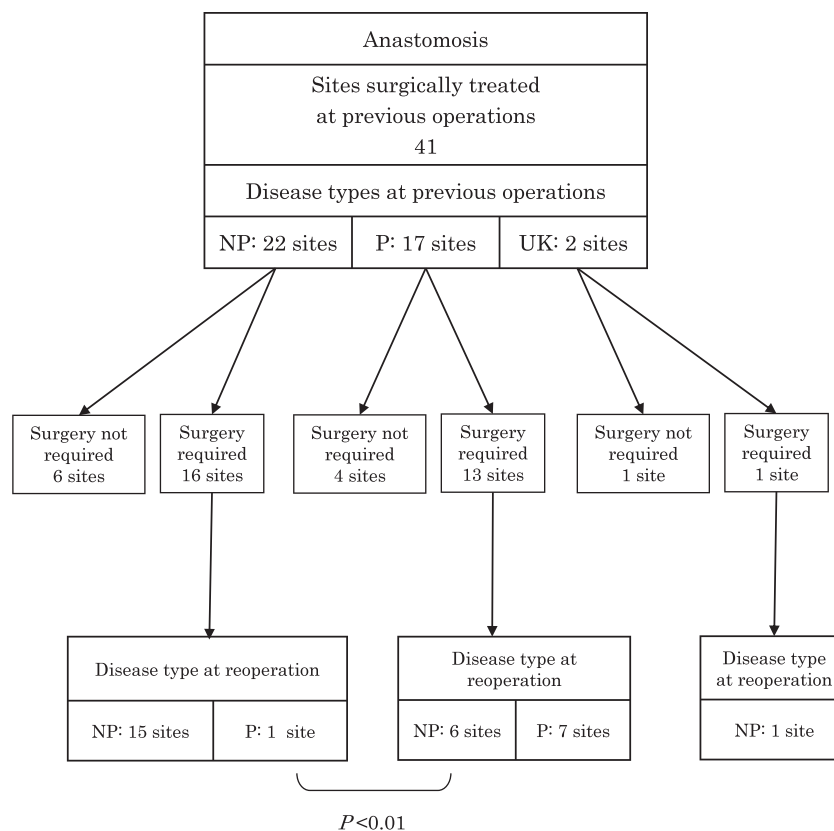 Anastomosis
Sites surgically treated
at previous operations
41
Disease types at previous operations
NP: 22 sites
P: 17 sites
UK: 2 sites
Surgery not
required
6 sites
Surgery
required
16 sites
Surgery not
required
4 sites
Surgery
required
13 sites
Surgery not
required
1 site
Surgery
required
1 site
Disease type at reoperation
NP: 15 sites
P: 1 site
Disease type at
reoperation
NP: 6 sites
P: 7 sites
Disease type
at reoperation
NP: 1 site
P<0.01